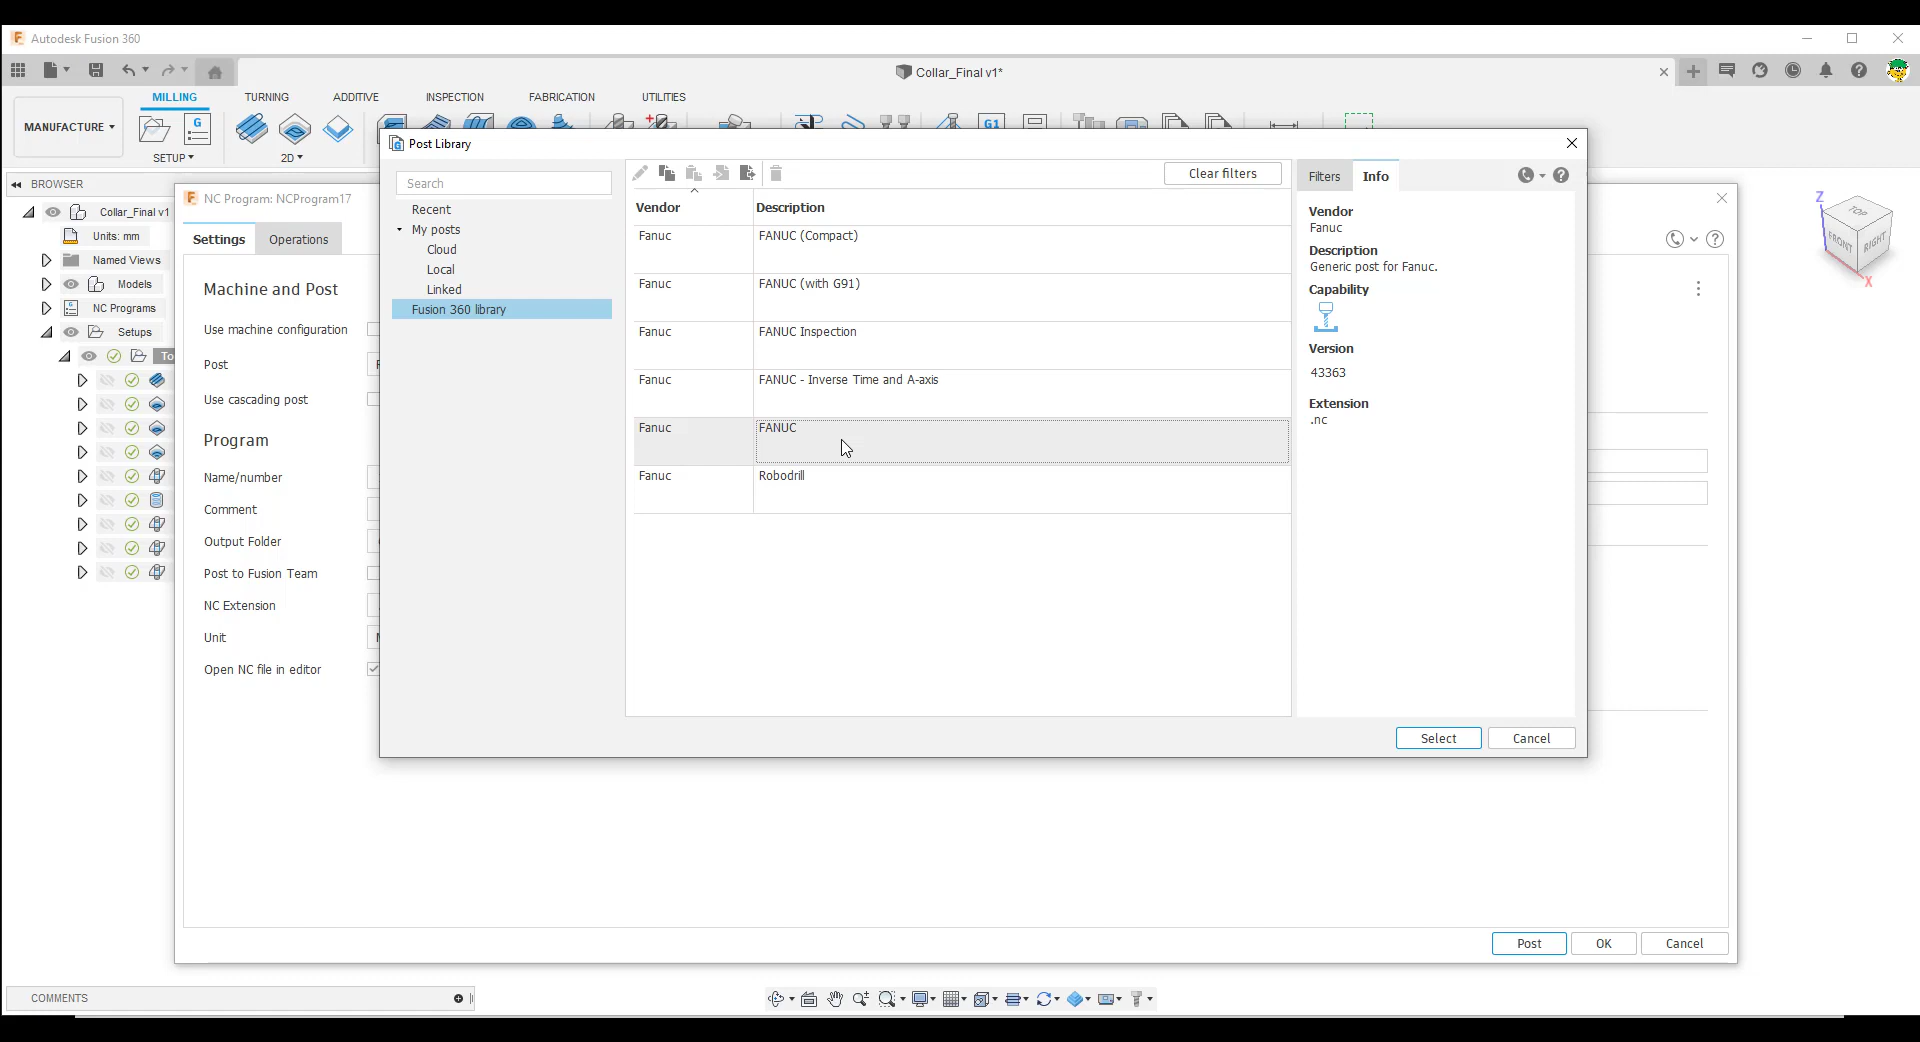 Autodesk Fusion 360
Collar_Final v1*
MILLING
TURNING
ADDITIVE
INSPECTION
FABRICATION
UTILITIES
MANUFACTURE
G
G1
SETUP
2D
BROWSER
Collar_Final v1
Units: mm
Named Views
Models
NC Programs
Setups
To
NC Program: NCProgram17
Settings
Operations
Machine and Post
Use machine configuration
Post
Use cascading post
Program
Name/number
Comment
Output Folder
Post to Fusion Team
NC Extension
Unit
Open NC file in editor
Post Library
Search
Recent
My posts
Cloud
Local
Linked
Fusion 360 library
Clear filters
Vendor Description
Fanuc FANUC (Compact)
Fanuc FANUC (with G91)
Fanuc FANUC Inspection
Fanuc FANUC - Inverse Time and A-axis
Fanuc FANUC
Fanuc Robodrill
Filters
Info
Vendor
Fanuc
Description
Generic post for Fanuc.
Capability
Version
43363
Extension
.nc
Select
Cancel
Post
OK
Cancel
COMMENTS
Z
TOP
FRONT
RIGHT
X